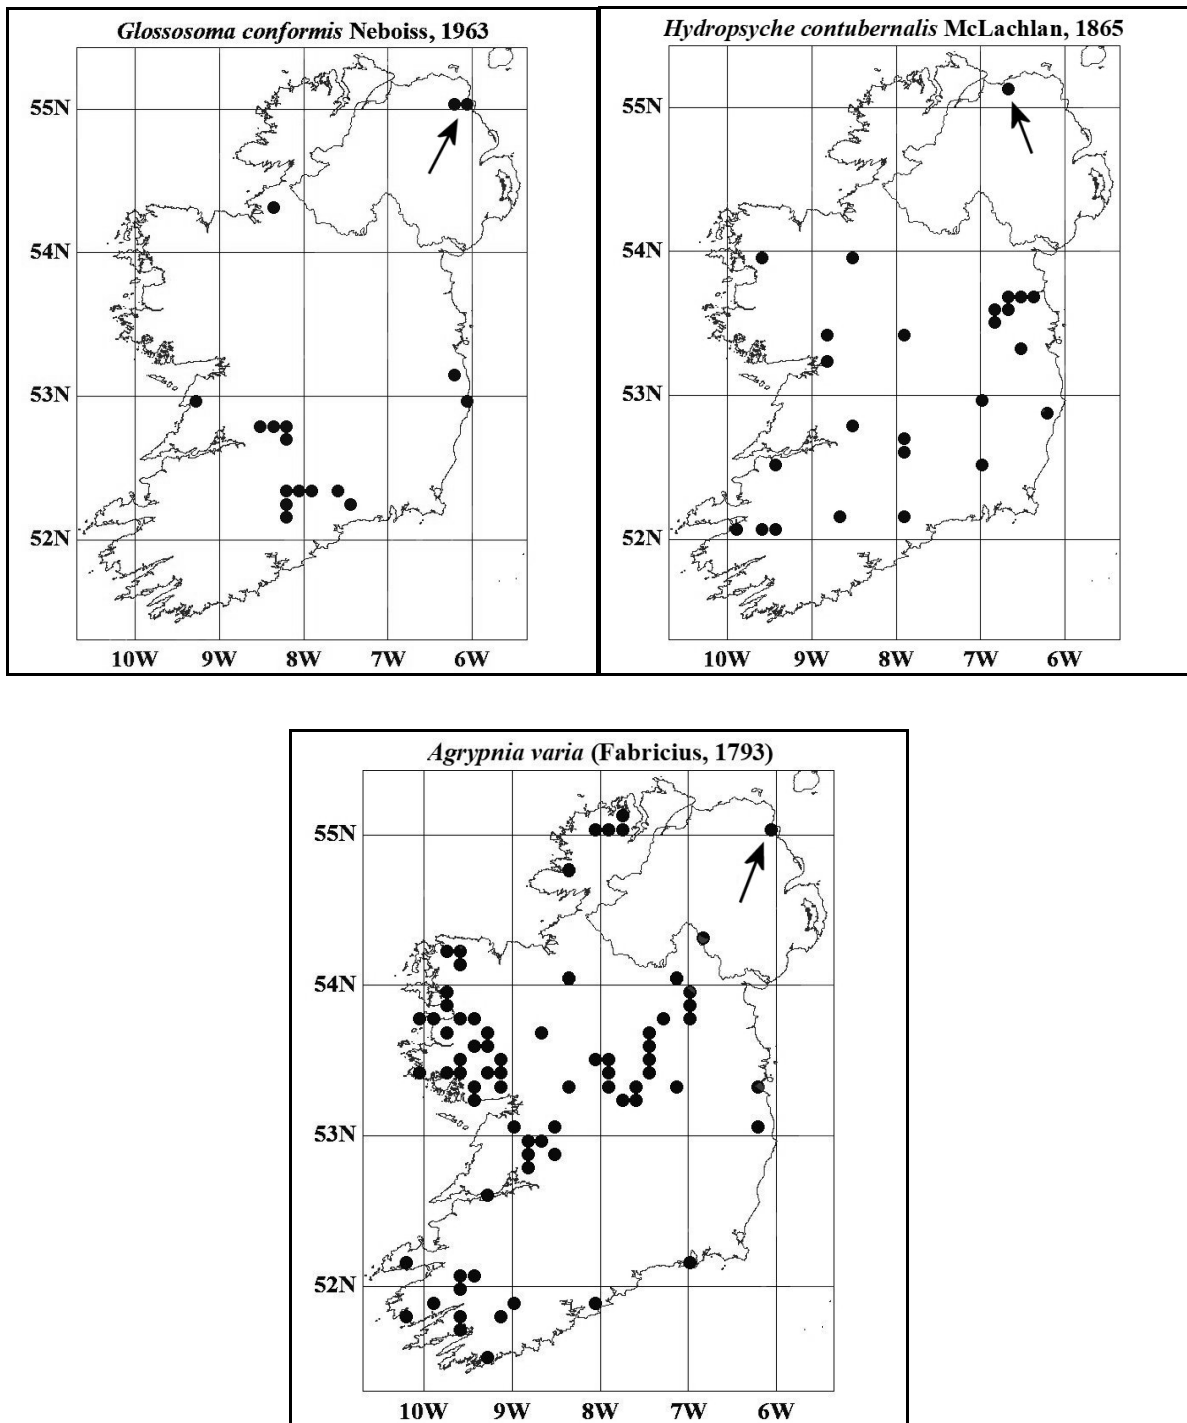 Glossosoma conformis Neboiss, 1963
55N
54N
53N
52N
10W 9W 8W 7W 6W
Hydropsyche contubernalis McLachlan, 1865
55N
54N
53N
52N
10W 9W 8W 7W 6W
Agrypnia varia (Fabricius, 1793)
55N
54N
53N
52N
10W 9W 8W 7W 6W